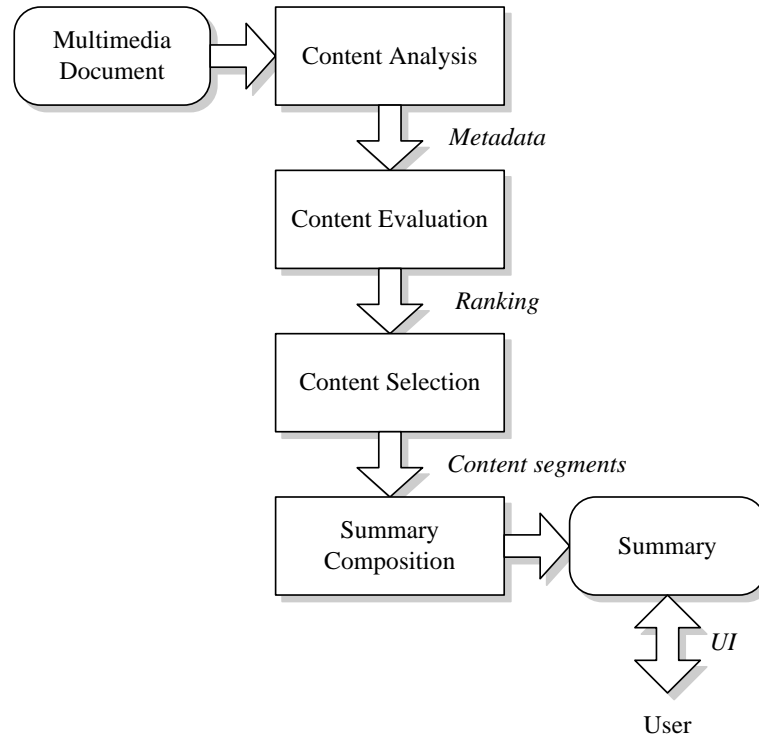 Multimedia
Document
Content Analysis
Metadata
Content Evaluation
Ranking
Content Selection
Content segments
Summary
Composition
Summary
UI
User